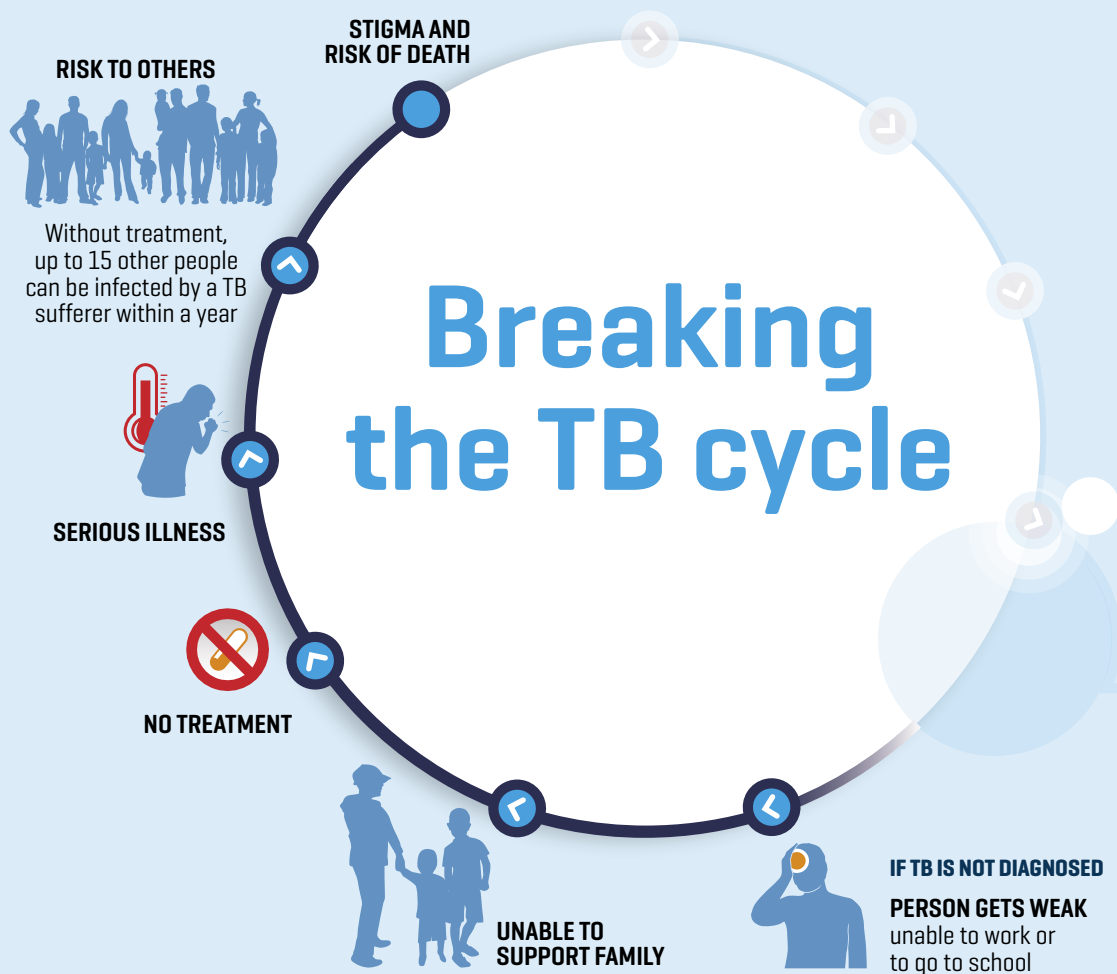 STIGMA AND
RISK OF DEATH
RISK TO OTHERS
Without treatment,
up to 15 other people
can be infected by a TB
sufferer within a year
Breaking
the TB cycle
SERIOUS ILLNESS
NO TREATMENT
UNABLE TO
SUPPORT FAMILY
IF TB IS NOT DIAGNOSED
PERSON GETS WEAK
unable to work or
to go to school